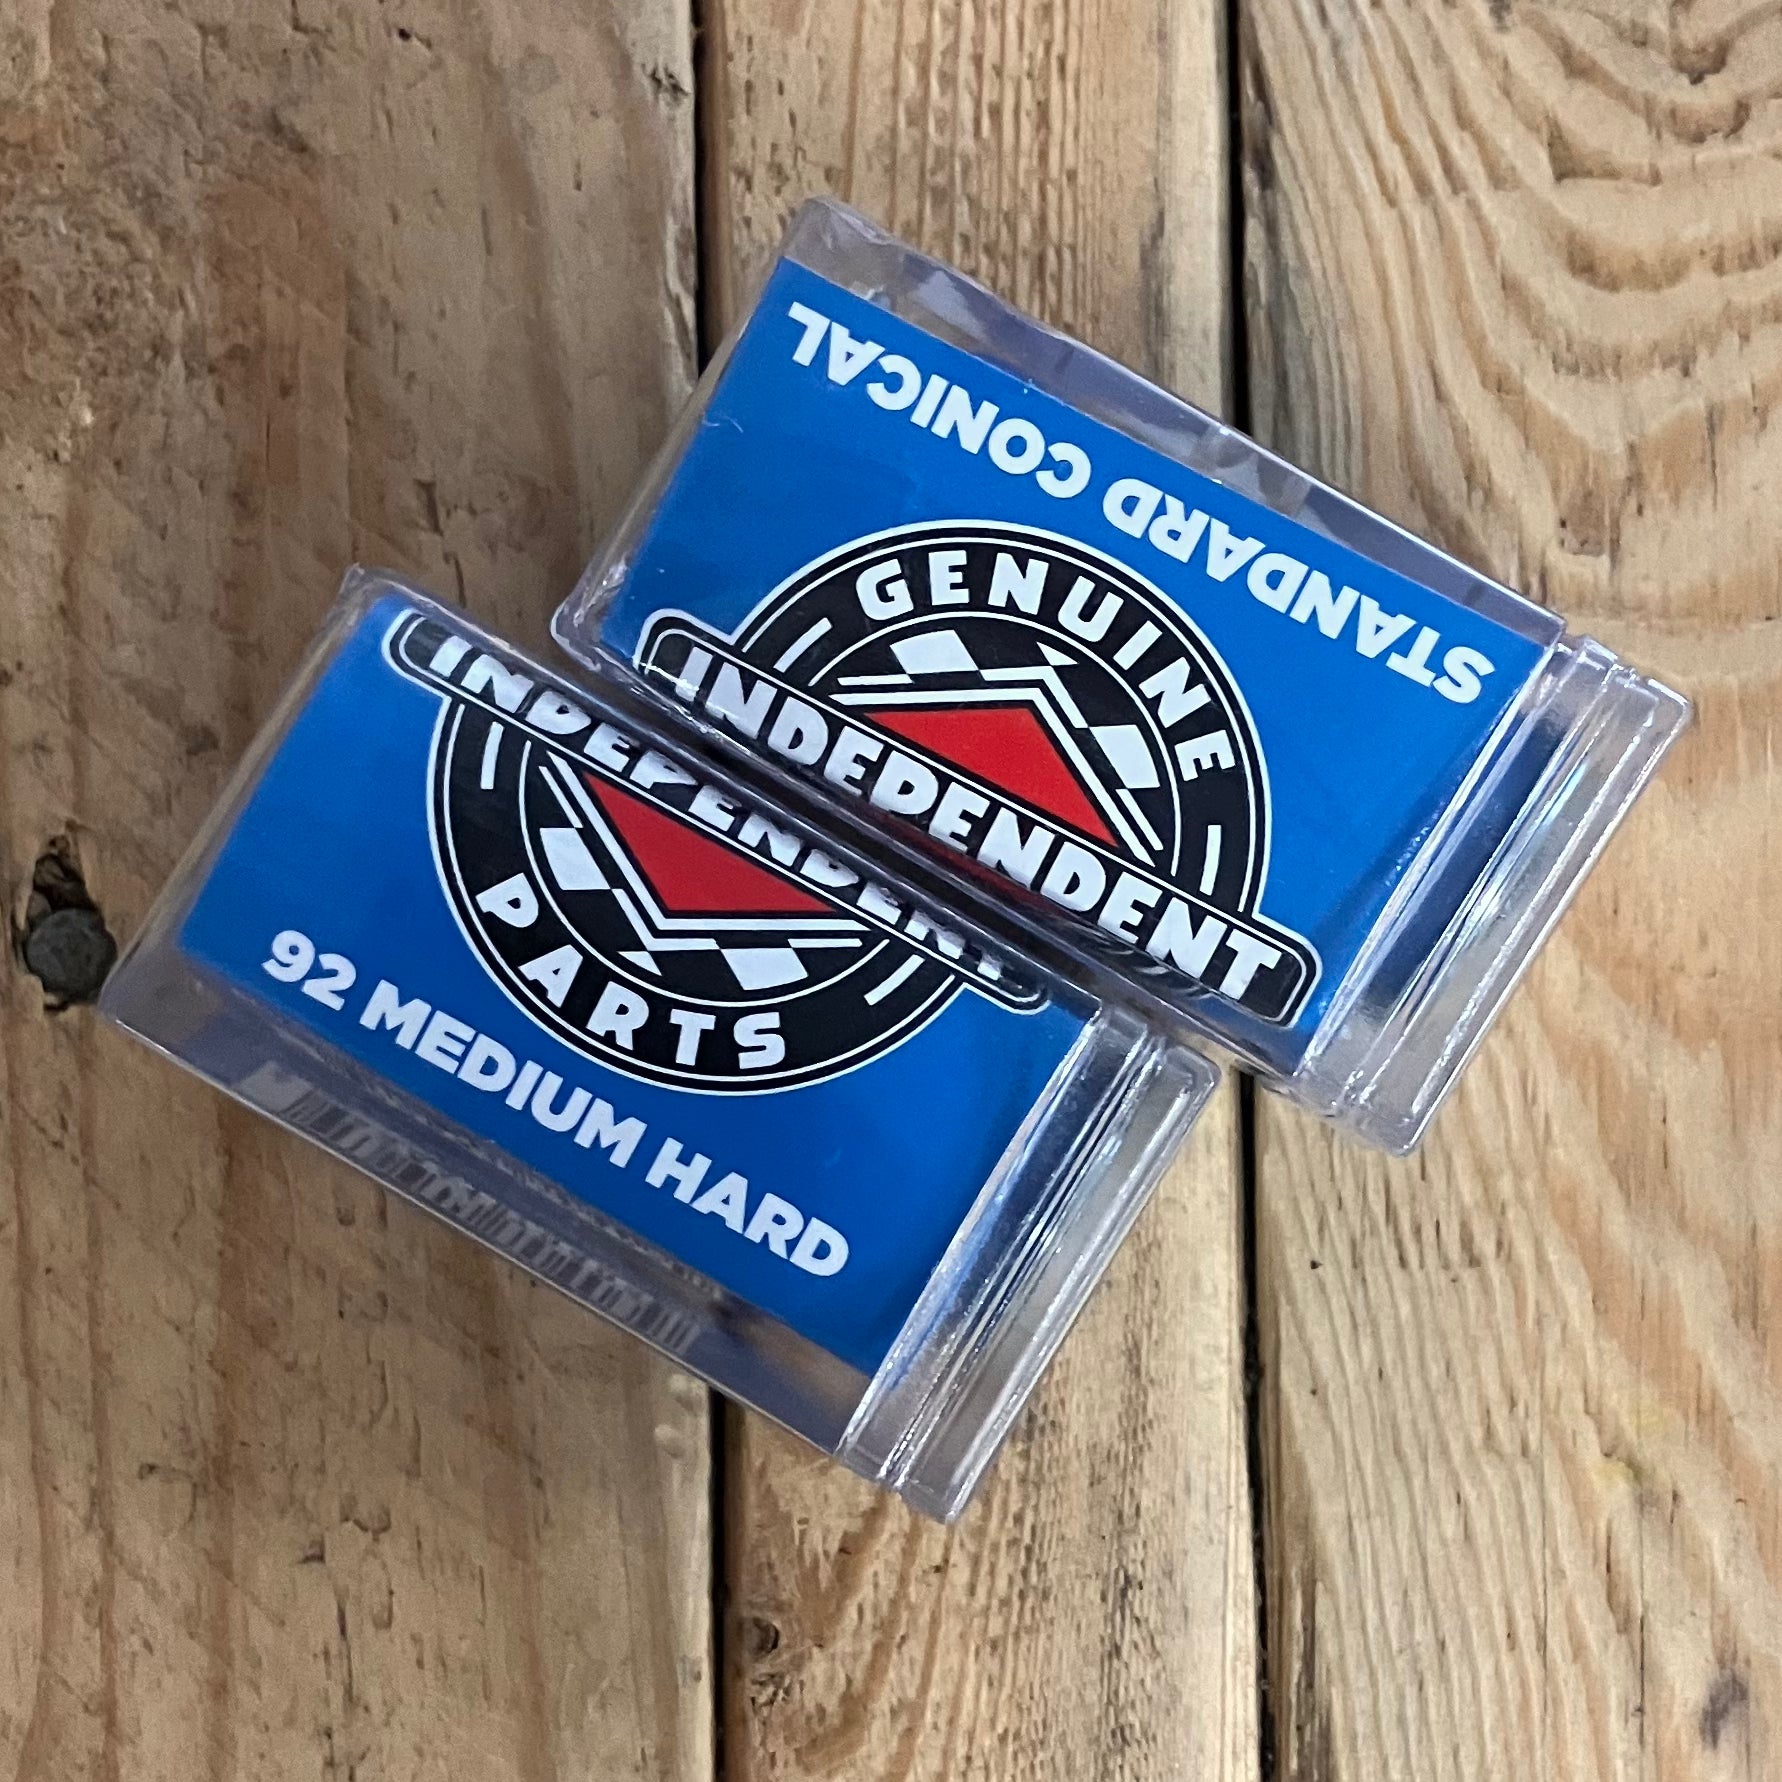 STANDARD CONICAL
GENUINE
INDEPENDENT
INDEPENDENT
PARTS
92 MEDIUM HARD